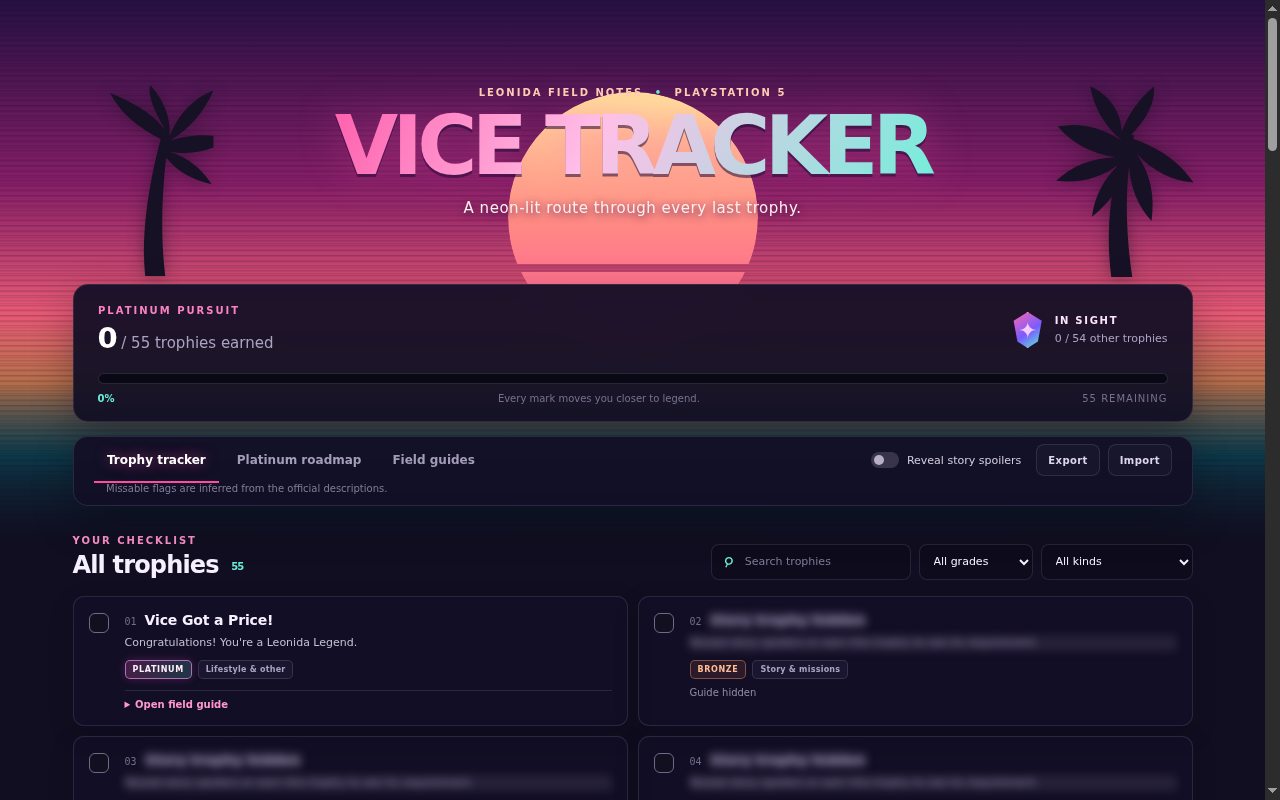 LEONIDA FIELD NOTES • PLAYSTATION 5
VICE TRACKER
A neon-lit route through every last trophy.
PLATINUM PURSUIT
0 / 55 trophies earned
IN SIGHT
0 / 54 other trophies
0%
Every mark moves you closer to legend.
55 REMAINING
Trophy tracker
Platinum roadmap
Field guides
Reveal story spoilers
Export
Import
Missable flags are inferred from the official descriptions.
YOUR CHECKLIST
All trophies 55
Search trophies
All grades
All kinds
01 Vice Got a Price!
Congratulations! You're a Leonida Legend.
PLATINUM
Lifestyle & other
Open field guide
02
BRONZE
Story & missions
Guide hidden
03
04